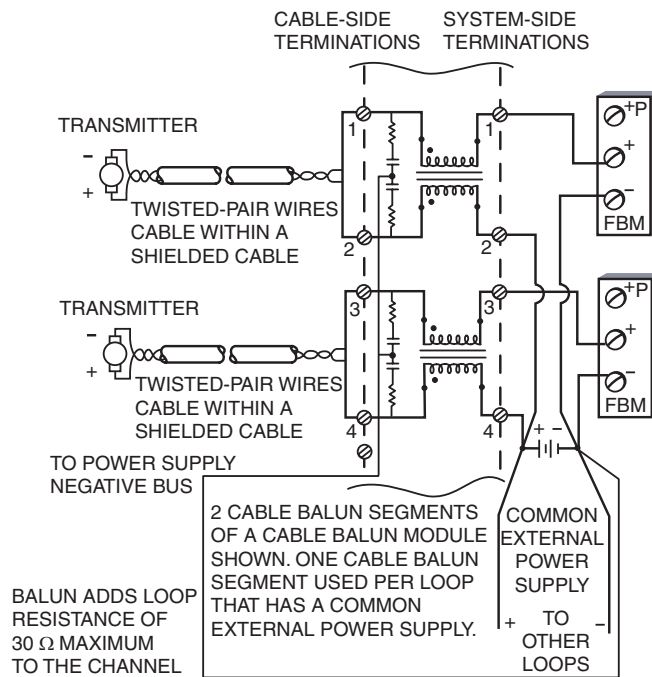 CABLE-SIDE
TERMINATIONS
SYSTEM-SIDE
TERMINATIONS
TRANSMITTER
-
+
TWISTED-PAIR WIRES
CABLE WITHIN A
SHIELDED CABLE
1
2
1
2
+P
+
-
FBM
TRANSMITTER
-
+
TWISTED-PAIR WIRES
CABLE WITHIN A
SHIELDED CABLE
3
4
3
4
+P
+
-
FBM
+ -
TO POWER SUPPLY
NEGATIVE BUS
2 CABLE BALUN SEGMENTS
OF A CABLE BALUN MODULE
SHOWN. ONE CABLE BALUN
SEGMENT USED PER LOOP
THAT HAS A COMMON
EXTERNAL POWER SUPPLY.
COMMON
EXTERNAL
POWER
SUPPLY
+ TO -
OTHER
LOOPS
BALUN ADDS LOOP
RESISTANCE OF
30 Ω MAXIMUM
TO THE CHANNEL